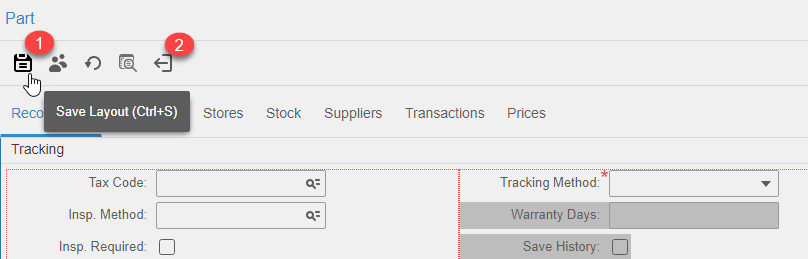 Part
1 2
Save Layout (Ctrl+S)
Reco Stores Stock Suppliers Transactions Prices
Tracking
Tax Code: Tracking Method: *
Insp. Method: Warranty Days:
Insp. Required: Save History: